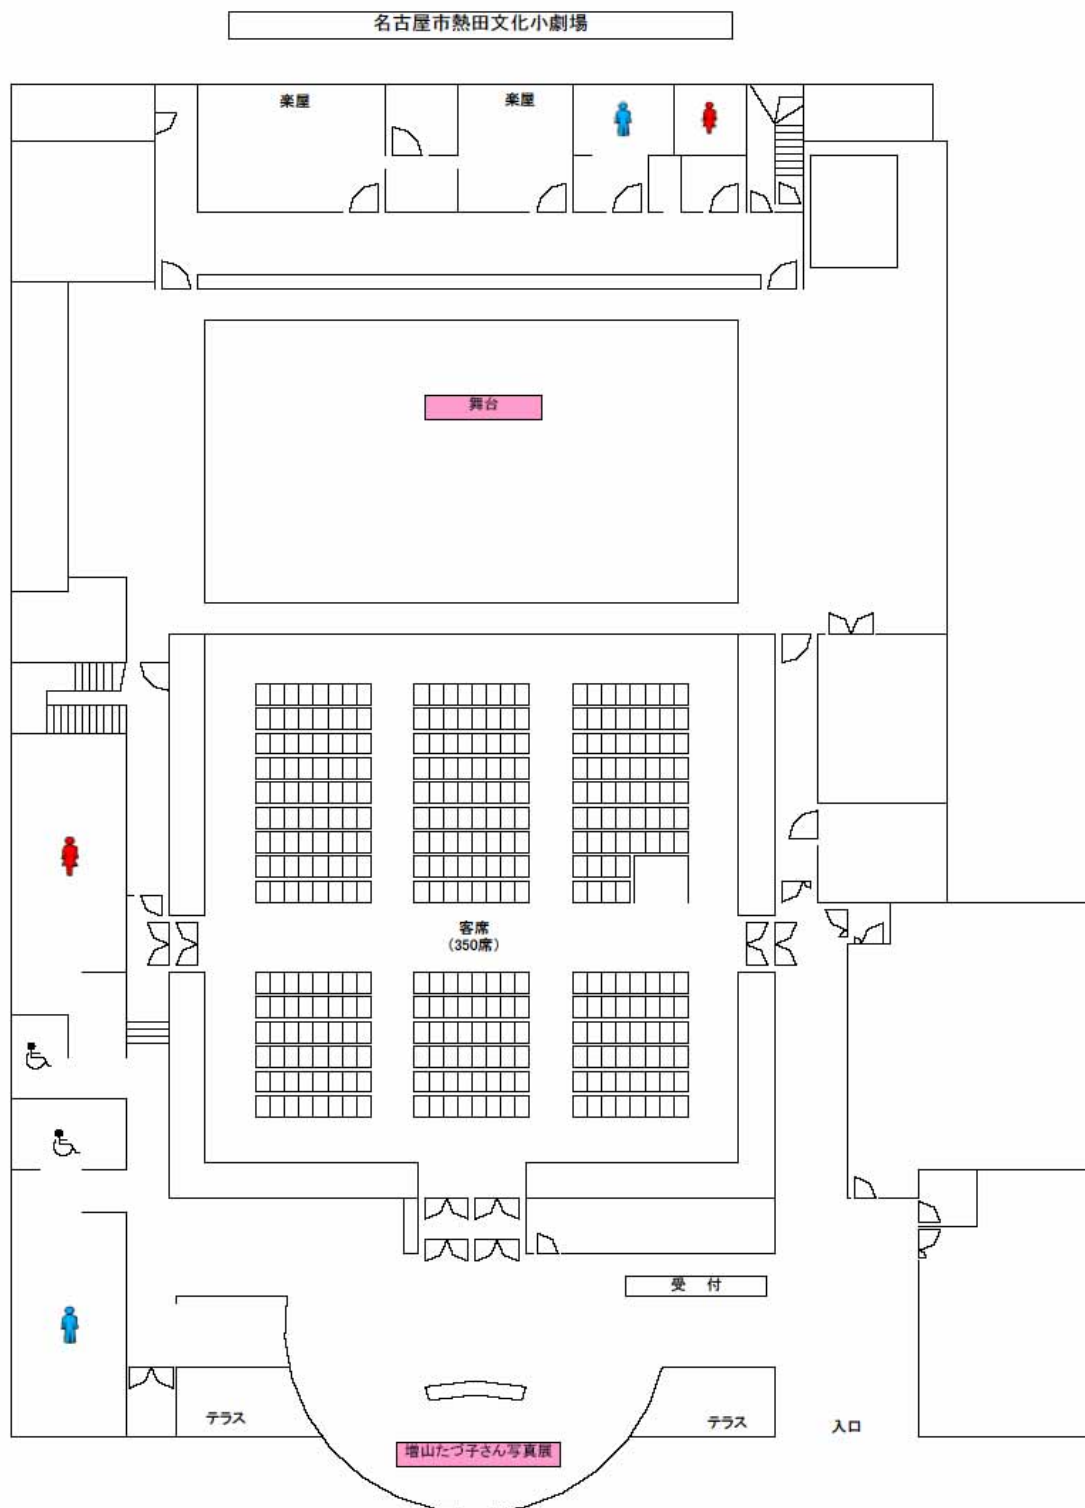 名古屋市熱田文化小劇場
楽屋
楽屋
舞台
客席
（350席）
受　付
テラス
テラス
入口
増山たづ子さん写真展